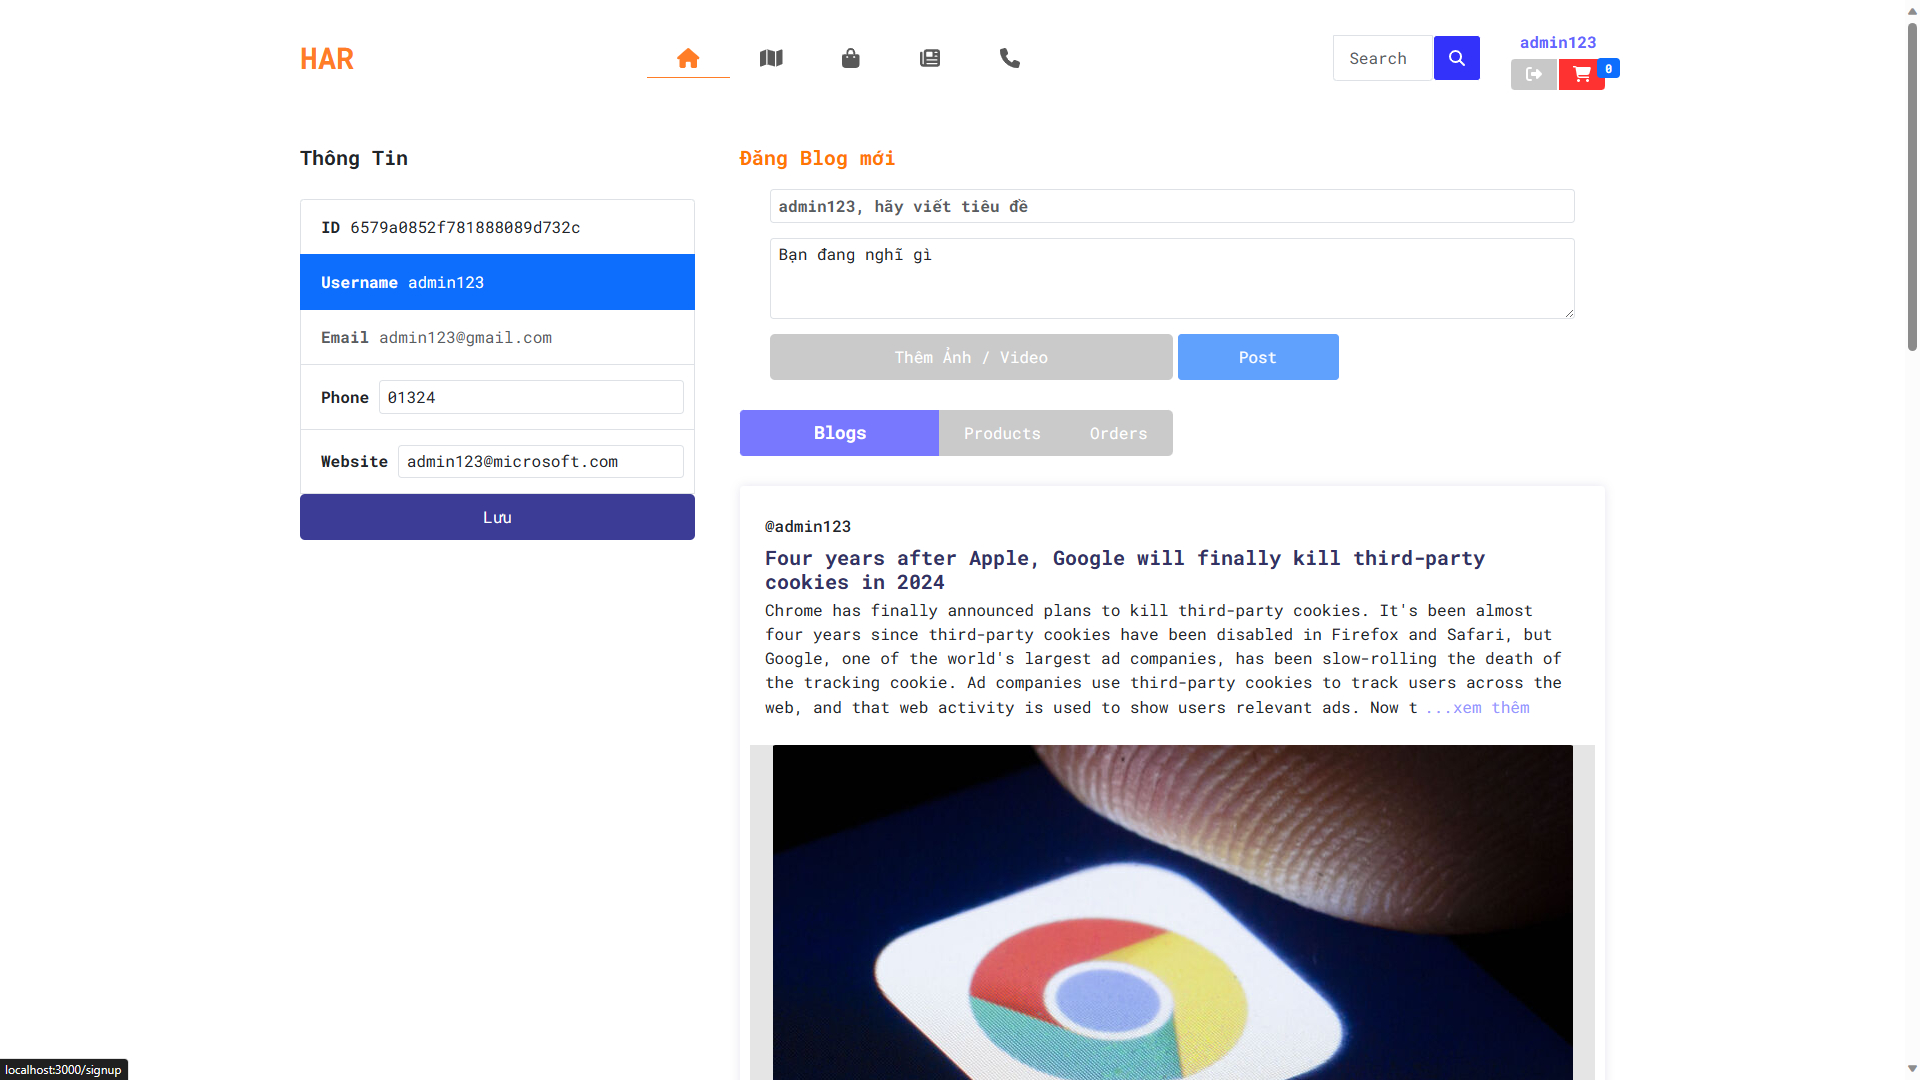 HAR
Search
admin123
0
Thông Tin
ID 6579a0852f781888089d732c
Username admin123
Email admin123@gmail.com
Phone 01324
Website admin123@microsoft.com
Lưu
Đăng Blog mới
admin123, hãy viết tiêu đề
Bạn đang nghĩ gì
Thêm Ảnh / Video Post
Blogs Products Orders
@admin123
Four years after Apple, Google will finally kill third-party
cookies in 2024
Chrome has finally announced plans to kill third-party cookies. It's been almost
four years since third-party cookies have been disabled in Firefox and Safari, but
Google, one of the world's largest ad companies, has been slow-rolling the death of
the tracking cookie. Ad companies use third-party cookies to track users across the
web, and that web activity is used to show users relevant ads. Now t ...xem thêm
localhost:3000/signup